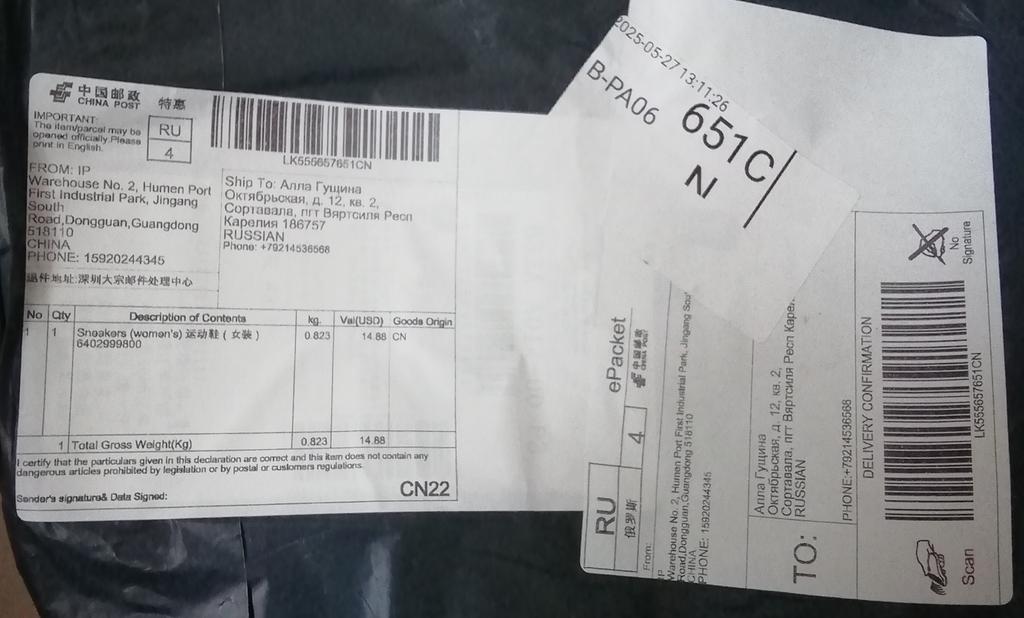 中国邮政
CHINA POST
特惠
IMPORTANT:
The item/parcel may be
opened officially.Please
print in English.
RU
4
LK555657651CN
FROM: IP
Warehouse No. 2, Humen Port
First Industrial Park, Jingang
South
Road,Dongguan,Guangdong
518110
CHINA
PHONE: 15920244345
退件地址:深圳大宗邮件处理中心
Ship To: Алла Гущина
Октябрьская, д. 12, кв. 2,
Сортавала, пгт Вяртсиля Респ
Карелия 186757
RUSSIAN
Phone: +79214536568
No Qty Description of Contents kg. Val(USD) Goods Origin
1 1 Sneakers (women's) 运动鞋 ( 女装 ) 0.823 14.88 CN
6402999800
1 Total Gross Weight(Kg) 0.823 14.88
I certify that the particulars given in this declaration are correct and this item does not contain any
dangerous articles prohibited by legislation or by postal or customs regulations.
Sender's signature& Data Signed:
CN22
2025-05-27 13:11:26
B-PA06
651C
N
ePacket
中国邮政
CHINA POST
RU
俄罗斯
4
From:
IP
Warehouse No. 2, Humen Port First Industrial Park, Jingang Sou
Road,Dongguan,Guangdong 518110
CHINA
PHONE: 15920244345
TO:
Алла Гущина
Октябрьская, д. 12, кв. 2,
Сортавала, пгт Вяртсиля Респ Карел
RUSSIAN
PHONE:+79214536568
DELIVERY CONFIRMATION
LK555657651CN
Scan
No
Signature